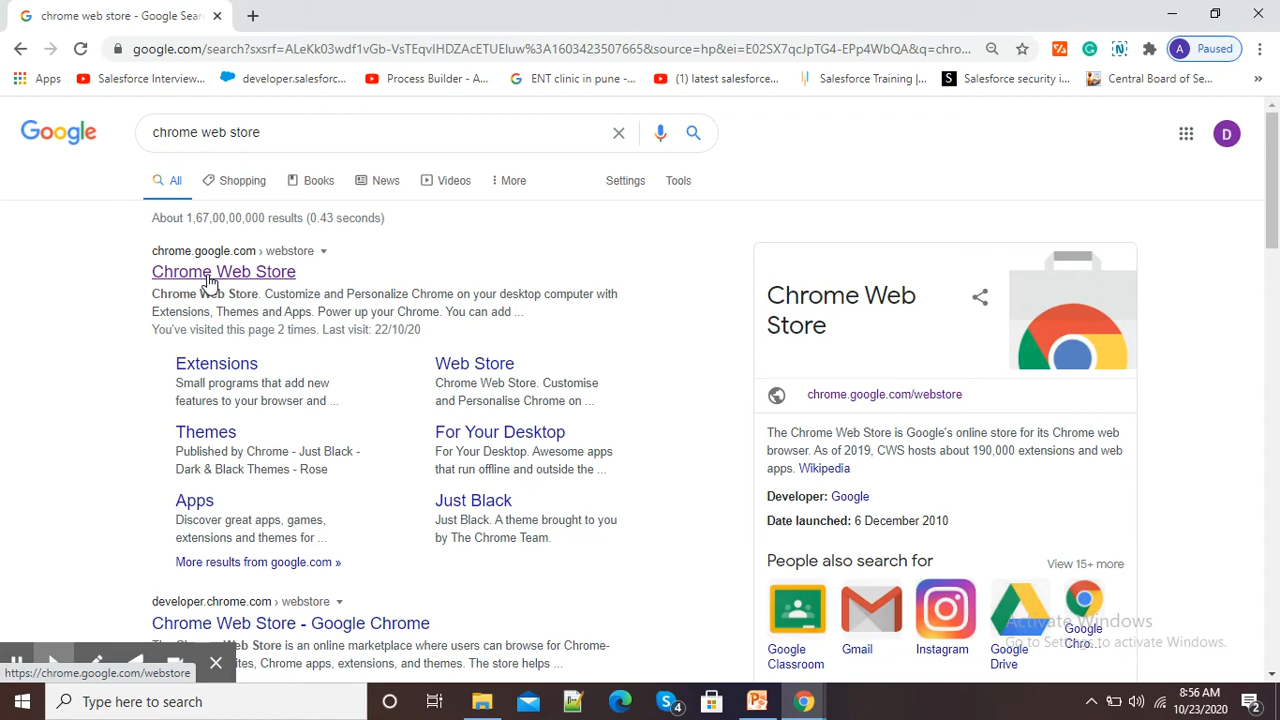 chrome web store - Google Sear
google.com/search?sxsrf=ALeKk03wdf1vGb-VsTEqvIHDZAcETUEluw%3A1603423507665&source=hp&ei=E02SX7qcJpTG4-EPp4WbQA&q=chro...
A Paused
Apps Salesforce Interview... developer.salesforc... Process Builder - A... ENT clinic in pune -... (1) latest salesforce... Salesforce Training |... Salesforce security i... Central Board of Se... »
Google
chrome web store
D
All Shopping Books News Videos More Settings Tools
About 1,67,00,00,000 results (0.43 seconds)
chrome.google.com › webstore
Chrome Web Store
Chrome Web Store. Customize and Personalize Chrome on your desktop computer with
Extensions, Themes and Apps. Power up your Chrome. You can add ...
You've visited this page 2 times. Last visit: 22/10/20
Extensions
Small programs that add new
features to your browser and ...
Web Store
Chrome Web Store. Customise
and Personalise Chrome on ...
Themes
Published by Chrome - Just Black -
Dark & Black Themes - Rose
For Your Desktop
For Your Desktop. Awesome apps
that run offline and outside the ...
Apps
Discover great apps, games,
extensions and themes for ...
Just Black
Just Black. A theme brought to you
by The Chrome Team.
More results from google.com »
developer.chrome.com › webstore
Chrome Web Store - Google Chrome
The Chrome Web Store is an online marketplace where users can browse for Chrome-
ites, Chrome apps, extensions, and themes. The store helps ...
Chrome Web
Store
chrome.google.com/webstore
The Chrome Web Store is Google's online store for its Chrome web
browser. As of 2019, CWS hosts about 190,000 extensions and web
apps. Wikipedia
Developer: Google
Date launched: 6 December 2010
People also search for
View 15+ more
Google
Classroom
Gmail
Instagram
Google
Drive
Google
Chro...
Activate Windows
Go to Settings to activate Windows.
https://chrome.google.com/webstore
Type here to search
4
8:56 AM
10/23/2020
2